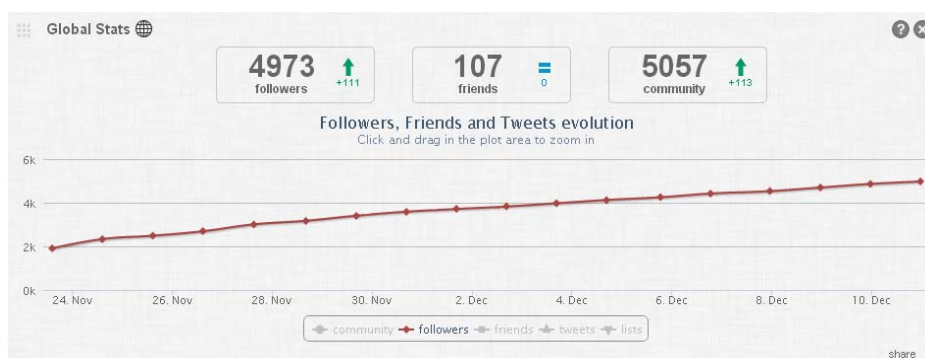 Global Stats
?
4973
followers
+111
107
friends
0
5057
community
+113
Followers, Friends and Tweets evolution
Click and drag in the plot area to zoom in
6k
4k
2k
0k
24. Nov 26. Nov 28. Nov 30. Nov 2. Dec 4. Dec 6. Dec 8. Dec 10. Dec
community followers friends tweets lists
share